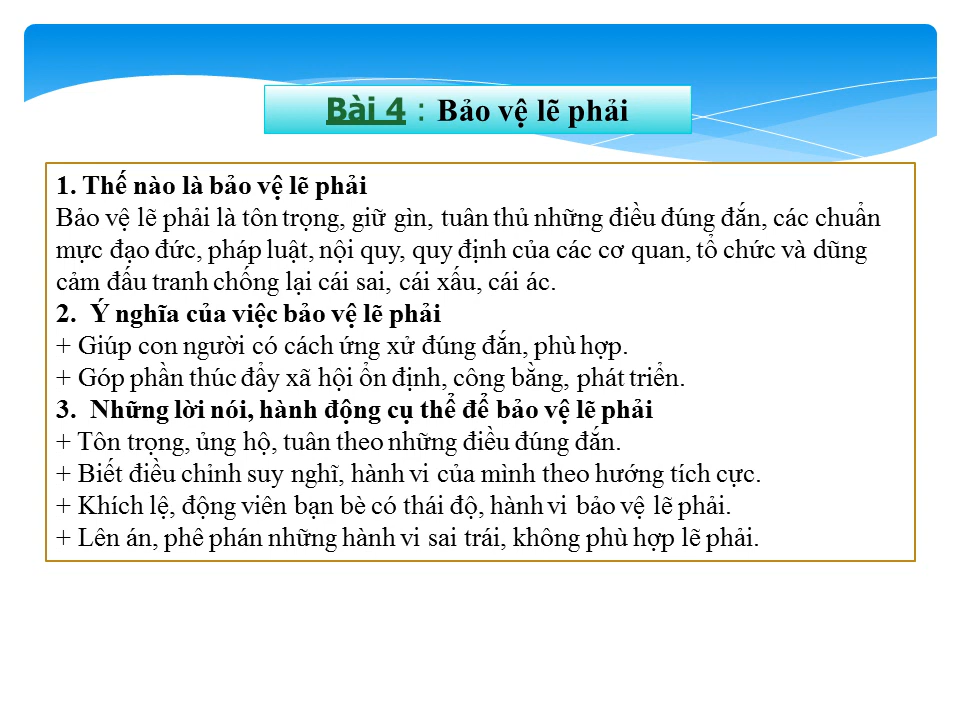 Bài 4 : Bảo vệ lẽ phải
1. Thế nào là bảo vệ lẽ phải
Bảo vệ lẽ phải là tôn trọng, giữ gìn, tuân thủ những điều đúng đắn, các chuẩn
mực đạo đức, pháp luật, nội quy, quy định của các cơ quan, tổ chức và dũng
cảm đấu tranh chống lại cái sai, cái xấu, cái ác.
2. Ý nghĩa của việc bảo vệ lẽ phải
+ Giúp con người có cách ứng xử đúng đắn, phù hợp.
+ Góp phần thúc đẩy xã hội ổn định, công bằng, phát triển.
3. Những lời nói, hành động cụ thể để bảo vệ lẽ phải
+ Tôn trọng, ủng hộ, tuân theo những điều đúng đắn.
+ Biết điều chỉnh suy nghĩ, hành vi của mình theo hướng tích cực.
+ Khích lệ, động viên bạn bè có thái độ, hành vi bảo vệ lẽ phải.
+ Lên án, phê phán những hành vi sai trái, không phù hợp lẽ phải.